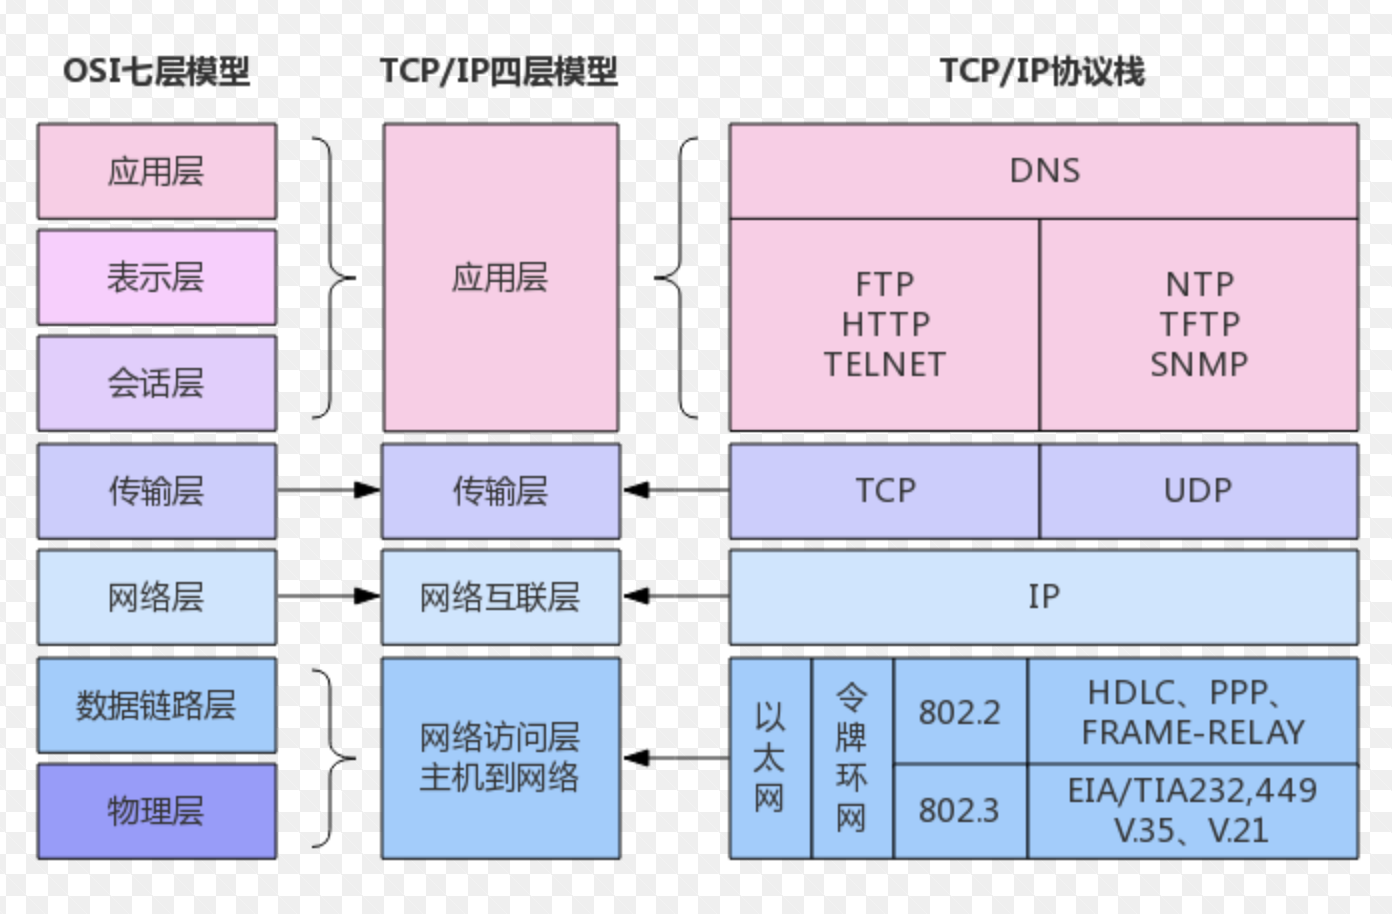 OSI七层模型
TCP/IP四层模型
TCP/IP协议栈
应用层
表示层
会话层
传输层
网络层
数据链路层
物理层
应用层
传输层
网络互联层
网络访问层
主机到网络
DNS
FTP
HTTP
TELNET
NTP
TFTP
SNMP
TCP
UDP
IP
以太网
令牌环网
802.2
HDLC、PPP、
FRAME-RELAY
802.3
EIA/TIA232,449
V.35、V.21